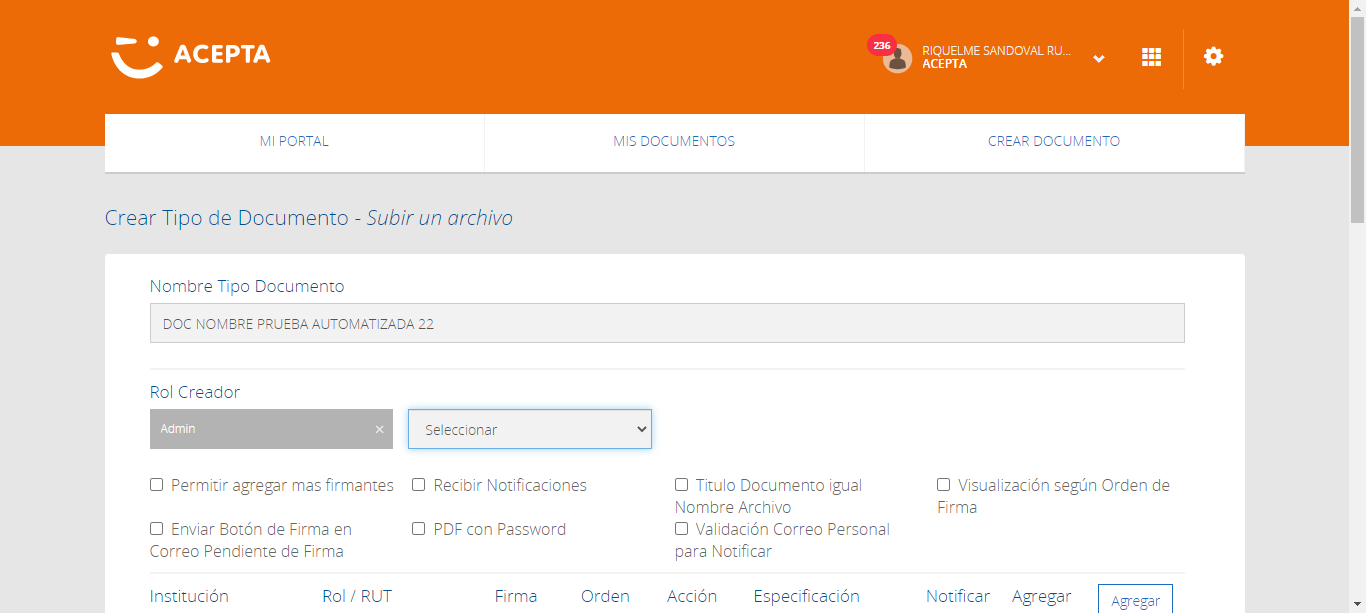 ACEPTA
236
RIQUELME SANDOVAL RU...
ACEPTA
MI PORTAL
MIS DOCUMENTOS
CREAR DOCUMENTO
Crear Tipo de Documento - Subir un archivo
Nombre Tipo Documento
DOC NOMBRE PRUEBA AUTOMATIZADA 22
Rol Creador
Admin ×
Seleccionar
Permitir agregar mas firmantes
Recibir Notificaciones
Titulo Documento igual
Nombre Archivo
Visualización según Orden de
Firma
Enviar Botón de Firma en
Correo Pendiente de Firma
PDF con Password
Validación Correo Personal
para Notificar
Institución Rol / RUT Firma Orden Acción Especificación Notificar Agregar Agregar